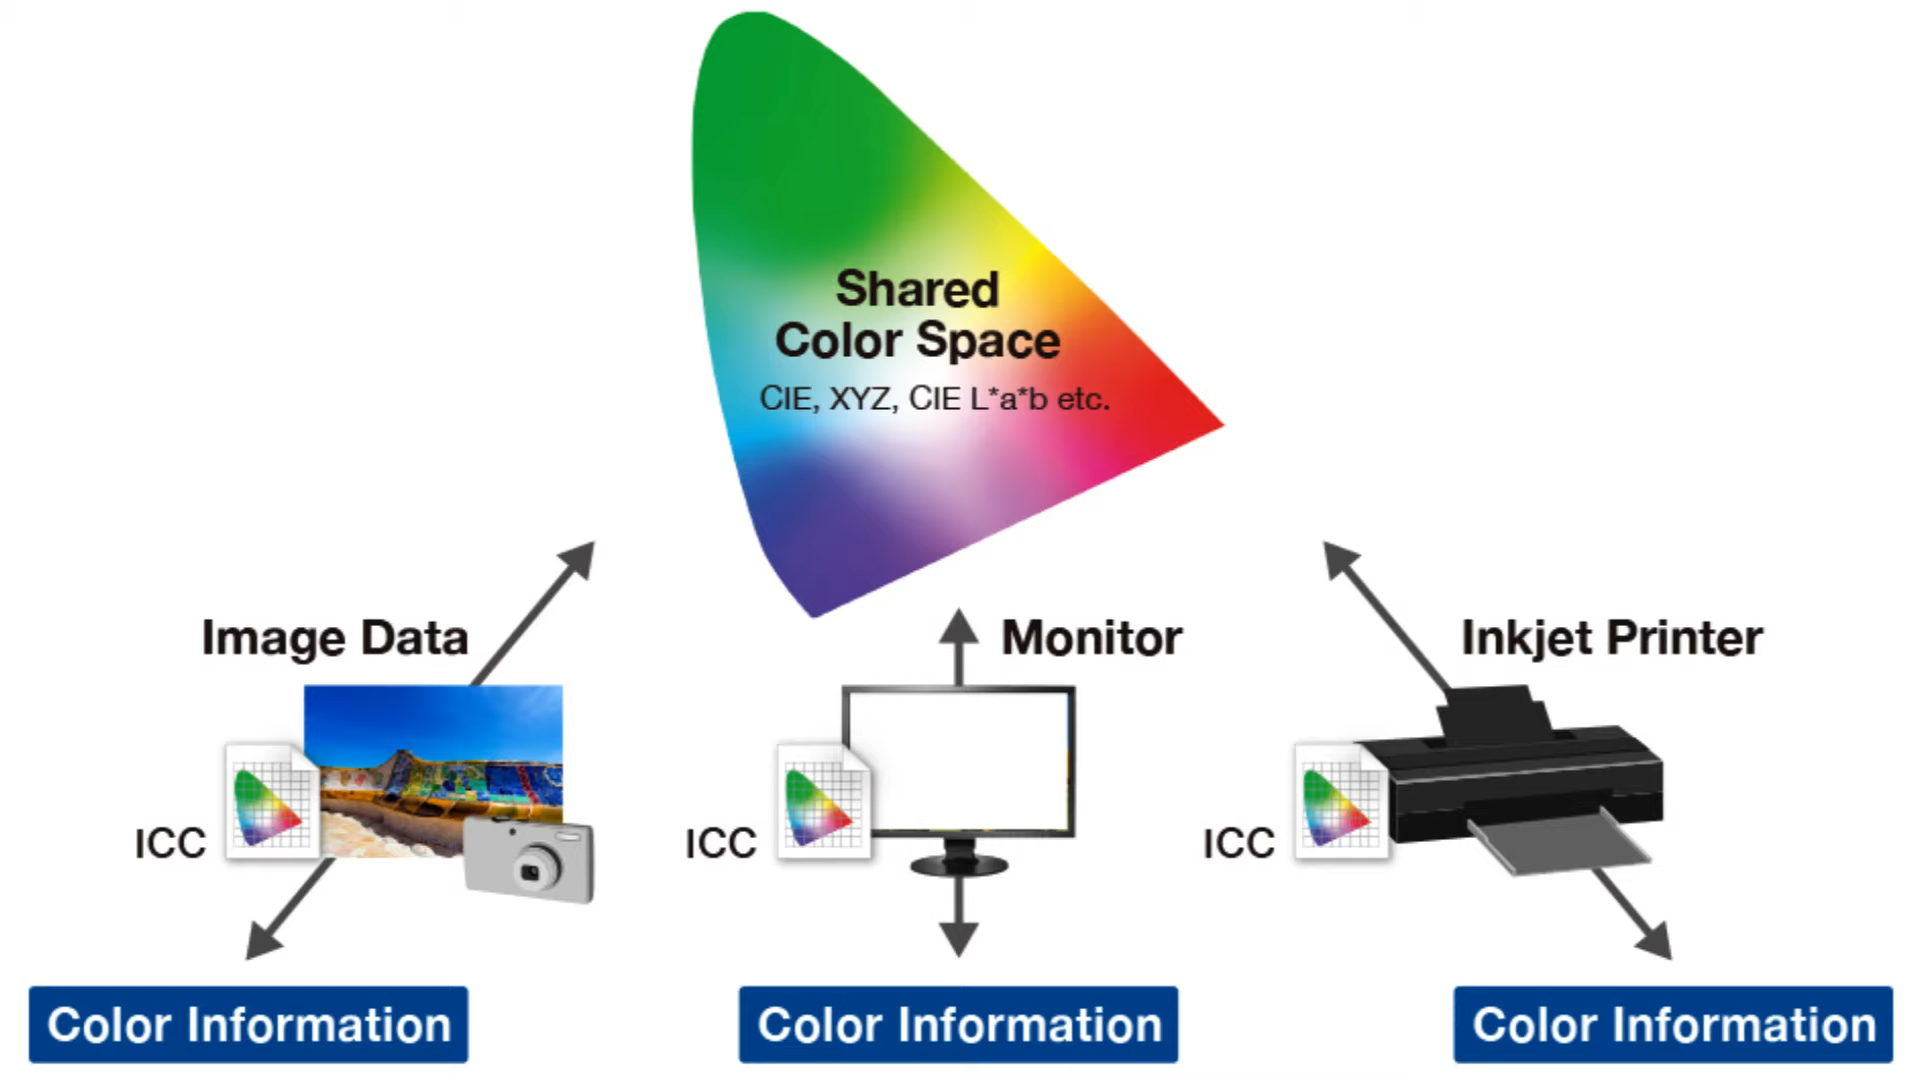 Shared
Color Space
CIE, XYZ, CIE L*a*b etc.
Image Data
Monitor
Inkjet Printer
ICC
ICC
ICC
Color Information
Color Information
Color Information